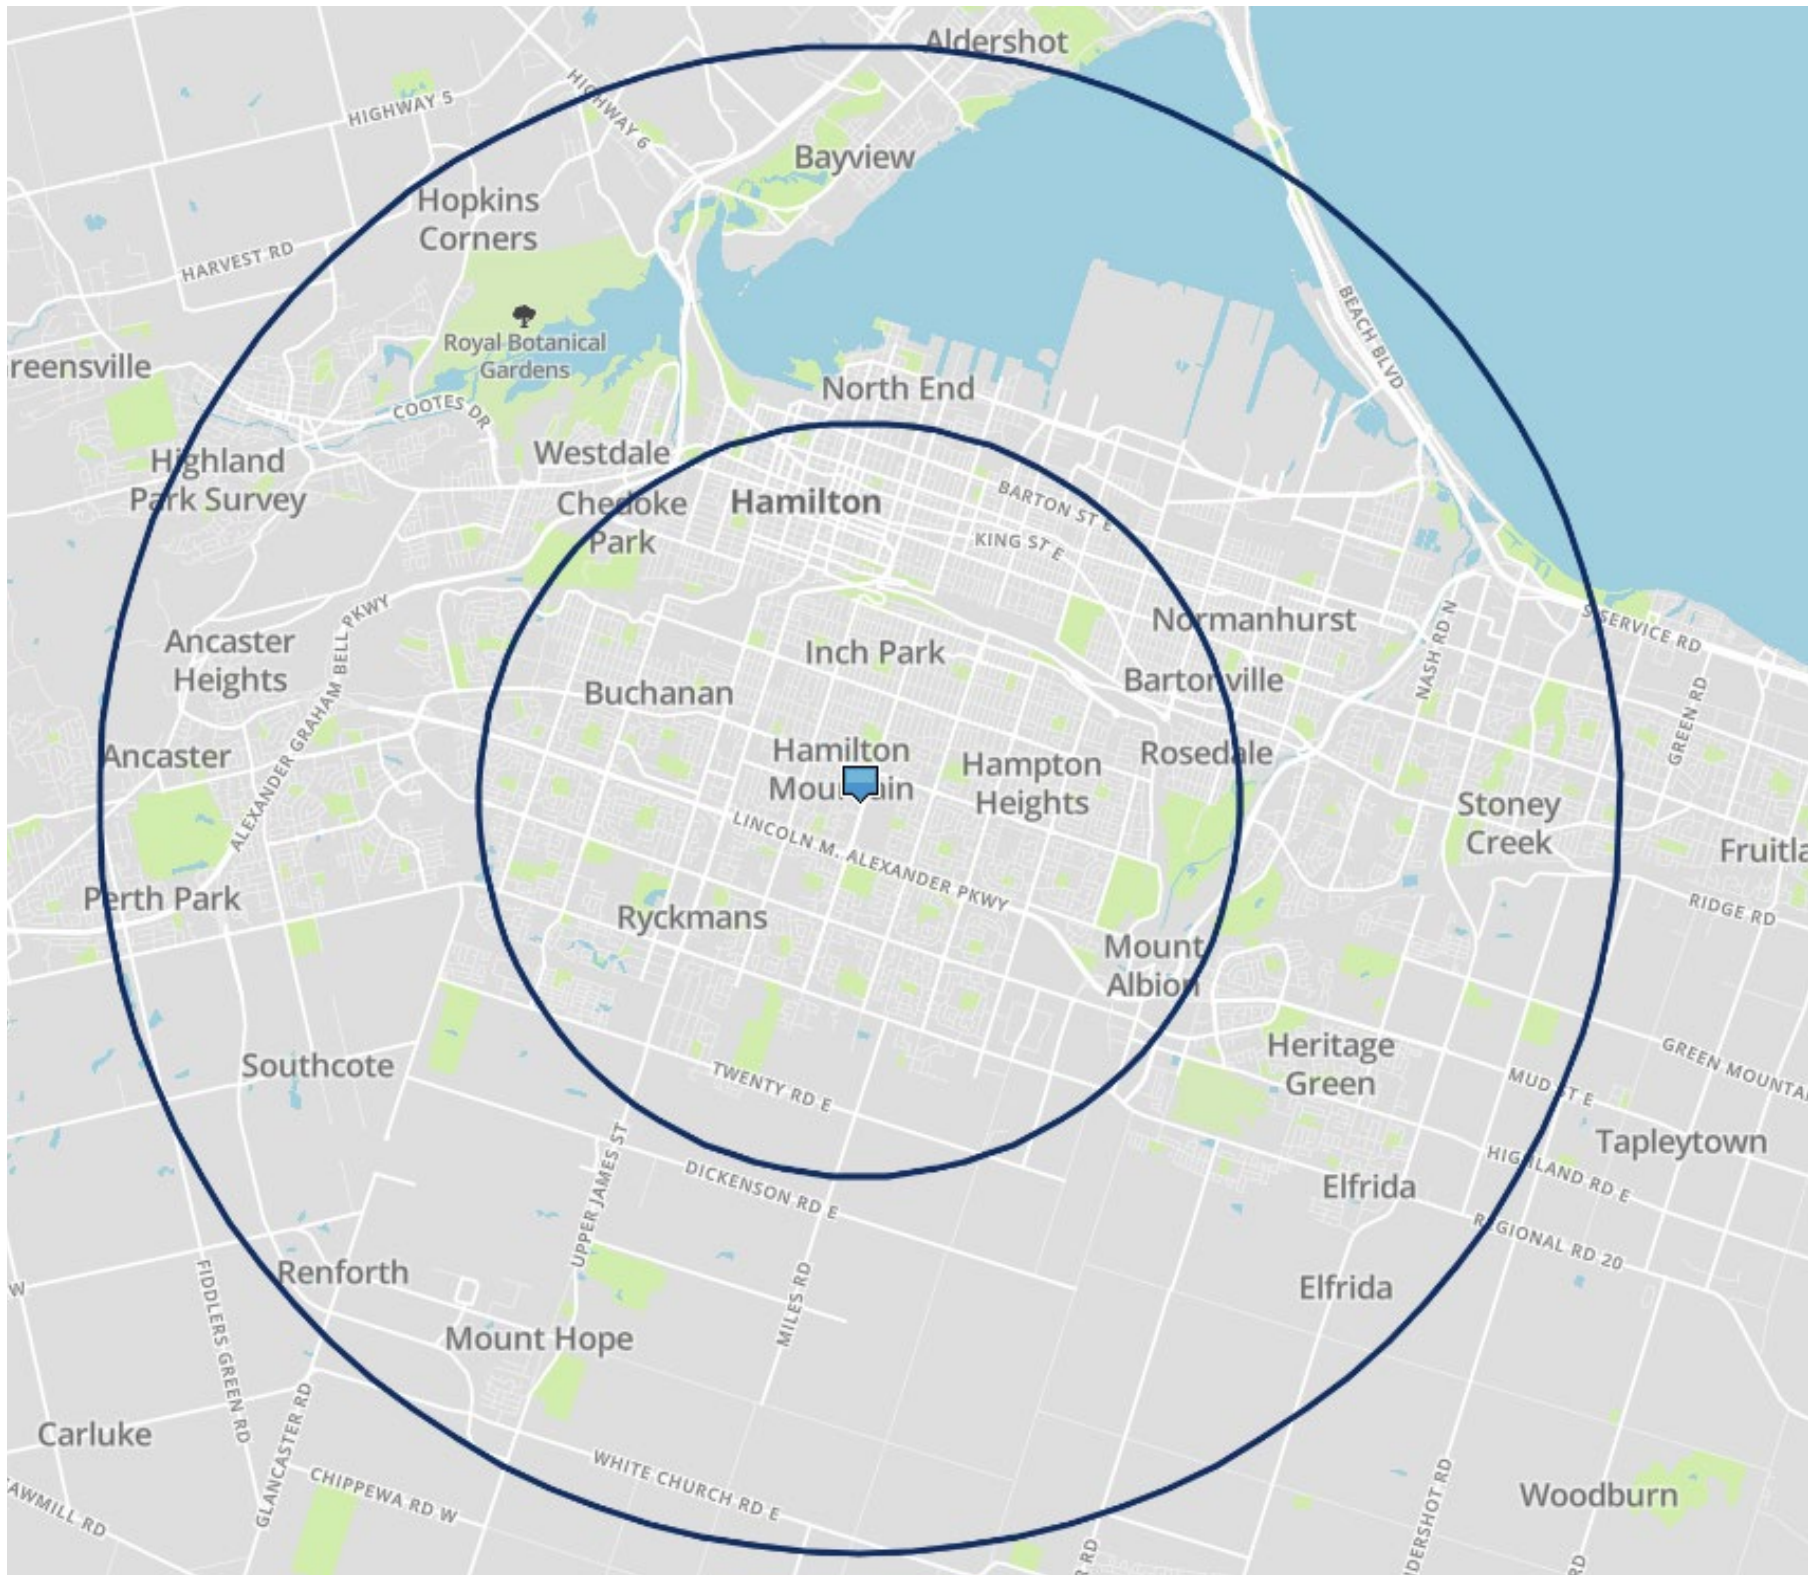 Aldershot
HIGHWAY 5
HIGHWAY 6
Bayview
Hopkins
Corners
HARVEST RD
BEACH BLVD
Royal Botanical
Gardens
reensville
North End
COOTES DR
Westdale
Highland
Park Survey
Chedoke
Park
Hamilton
BARTON ST E
KING ST E
Normanhurst
S SERVICE RD
Ancaster
Heights
ALEXANDER GRAHAM BELL PKWY
Inch Park
Buchanan
Bartonville
NASH RD N
GREEN RD
Ancaster
Hamilton
Mountain
Hampton
Heights
Rosedale
Stoney
Creek
Fruitla
LINCOLN M. ALEXANDER PKWY
Perth Park
Ryckmans
RIDGE RD
Mount
Albion
Southcote
Heritage
Green
GREEN MOUNTAI
MUD ST E
TWENTY RD E
Tapleytown
UPPER JAMES ST
DICKENSON RD E
HIGHLAND RD E
Elfrida
REGIONAL RD 20
W
Renforth
FIDDLERS GREEN RD
MILES RD
Elfrida
Mount Hope
Carluke
GLANCASTER RD
WHITE CHURCH RD E
CHIPPEWA RD W
AWMILL RD
Woodburn
NDERSHOT RD
R RD
RD